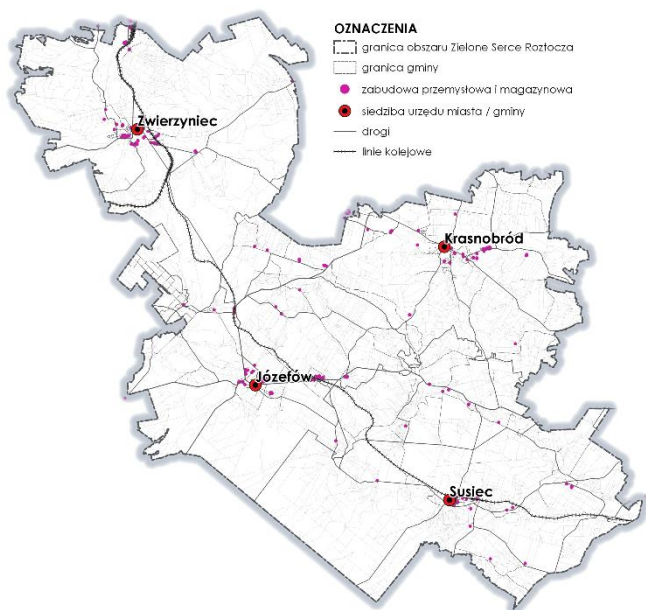 OZNACZENIA
granica obszaru Zielone Serce Roztocza
granica gminy
zabudowa przemysłowa i magazynowa
siedziba urzędu miasta / gminy
drogi
linie kolejowe
Zwierzyniec
Krasnobród
Józefów
Susiec